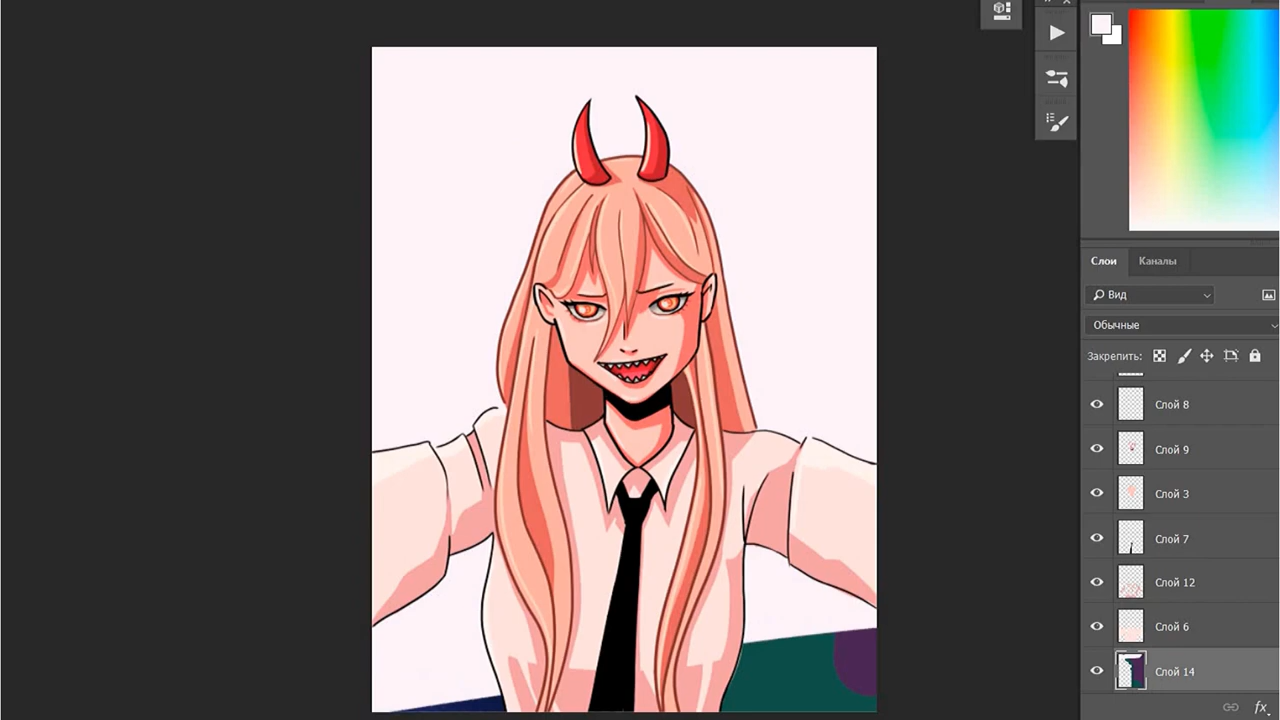 Слои
Каналы
Вид
Обычные
Закрепить:
Слой 8
Слой 9
Слой 3
Слой 7
Слой 12
Слой 6
Слой 14
fx